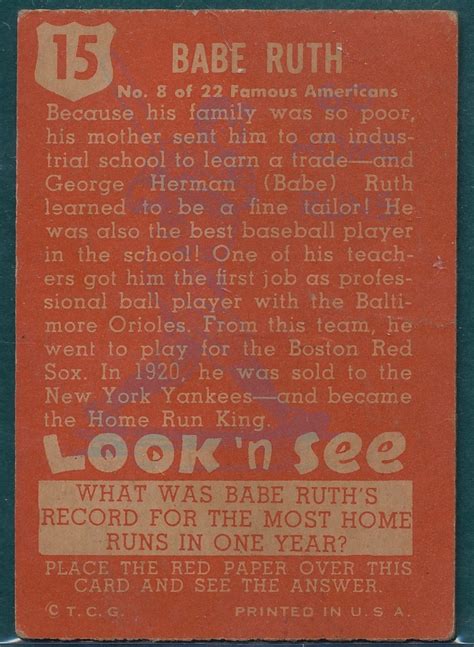 15
BABE RUTH
No. 8 of 22 Famous Americans
Because his family was so poor,
his mother sent him to an indus-
trial school to learn a trade—and
George Herman (Babe) Ruth
learned to be a fine tailor! He
was also the best baseball player
in the school! One of his teach-
ers got him the first job as profes-
sional ball player with the Balti-
more Orioles. From this team, he
went to play for the Boston Red
Sox. In 1920, he was sold to the
New York Yankees—and became
the Home Run King.
LOOK 'n SEE
WHAT WAS BABE RUTH'S
RECORD FOR THE MOST HOME
RUNS IN ONE YEAR?
PLACE THE RED PAPER OVER THIS
CARD AND SEE THE ANSWER.
© T.C.G. PRINTED IN U.S.A.